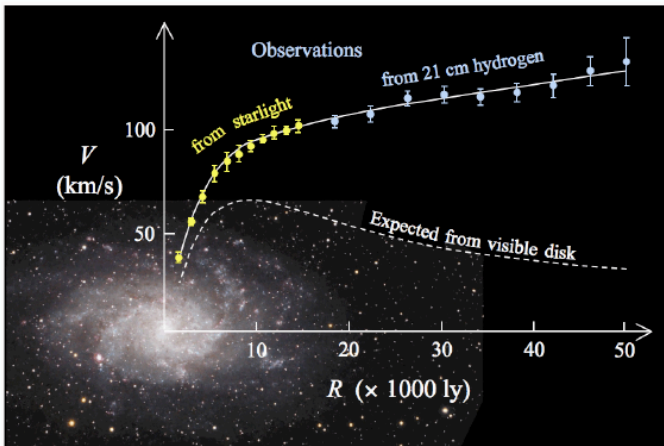 Observations
from 21 cm hydrogen
from starlight
100
V
(km/s)
50
Expected from visible disk
10
20
30
40
50
R (× 1000 ly)